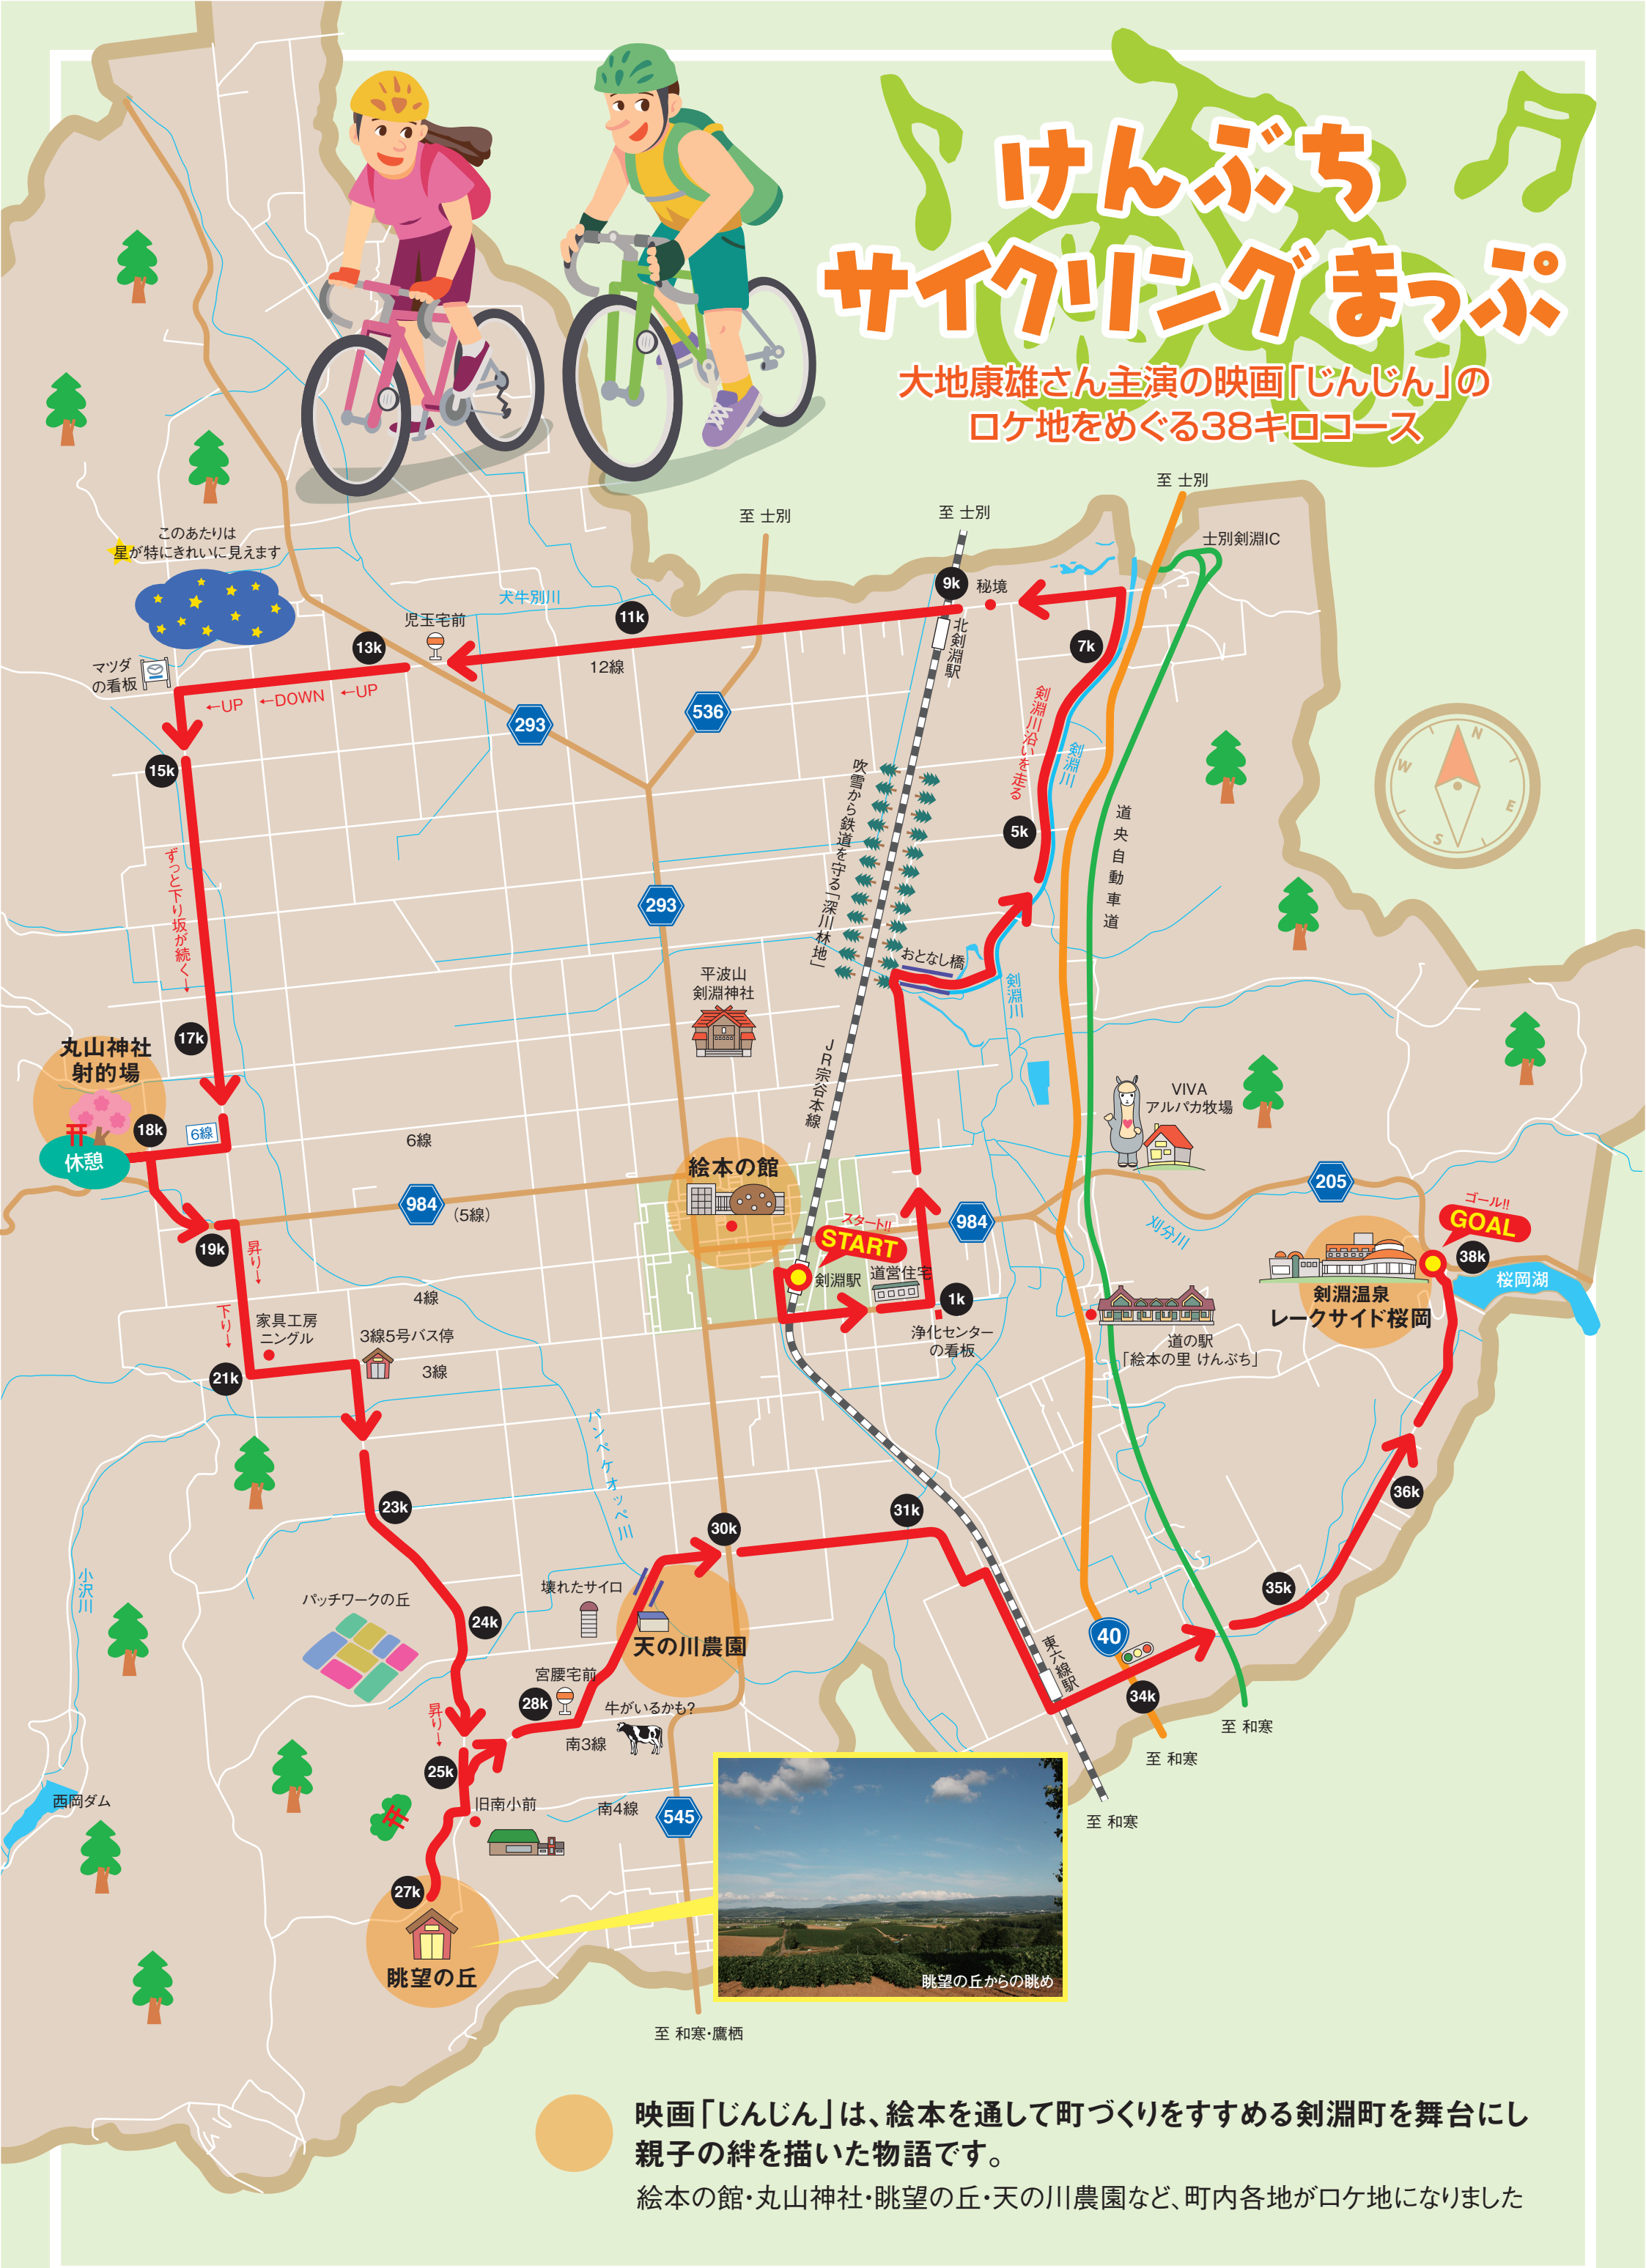 けんぶち
サイクリングまっぷ
大地康雄さん主演の映画「じんじん」の
ロケ地をめぐる38キロコース
至 士別
至 士別
至 士別
士別剣淵IC
このあたりは
星が特にきれいに見えます
犬牛別川
児玉宅前
11k
9k
秘境
北剣淵駅
7k
13k
12線
マツダ
の看板
←UP
←DOWN
←UP
293
536
剣淵川沿いを走る
剣淵川
N
W
E
S
15k
吹雪から鉄道を守る「深川林地」
5k
道央自動車道
ずっと下り坂が続く→
293
おとなし橋
剣淵川
平波山
剣淵神社
17k
JR宗谷本線
丸山神社
射的場
18k
6線
休憩
6線
VIVA
アルパカ牧場
絵本の館
984
(5線)
984
205
刈分川
スタート!!
START
ゴール!!
GOAL
38k
19k
昇り→
剣淵駅
道営住宅
1k
浄化センター
の看板
桜岡湖
剣淵温泉
レークサイド桜岡
道の駅
「絵本の里 けんぶち」
4線
下り→
家具工房
ニングル
3線5号バス停
3線
21k
パンペケオッペ川
23k
30k
31k
36k
小沢川
壊れたサイロ
35k
パッチワークの丘
24k
天の川農園
40
東六線駅
宮腰宅前
28k
34k
牛がいるかも?
昇り→
南3線
至 和寒
至 和寒
至 和寒
25k
西岡ダム
旧南小前
南4線
545
27k
眺望の丘
眺望の丘からの眺め
至 和寒・鷹栖
映画「じんじん」は、絵本を通して町づくりをすすめる剣淵町を舞台にし
親子の絆を描いた物語です。
絵本の館・丸山神社・眺望の丘・天の川農園など、町内各地がロケ地になりました